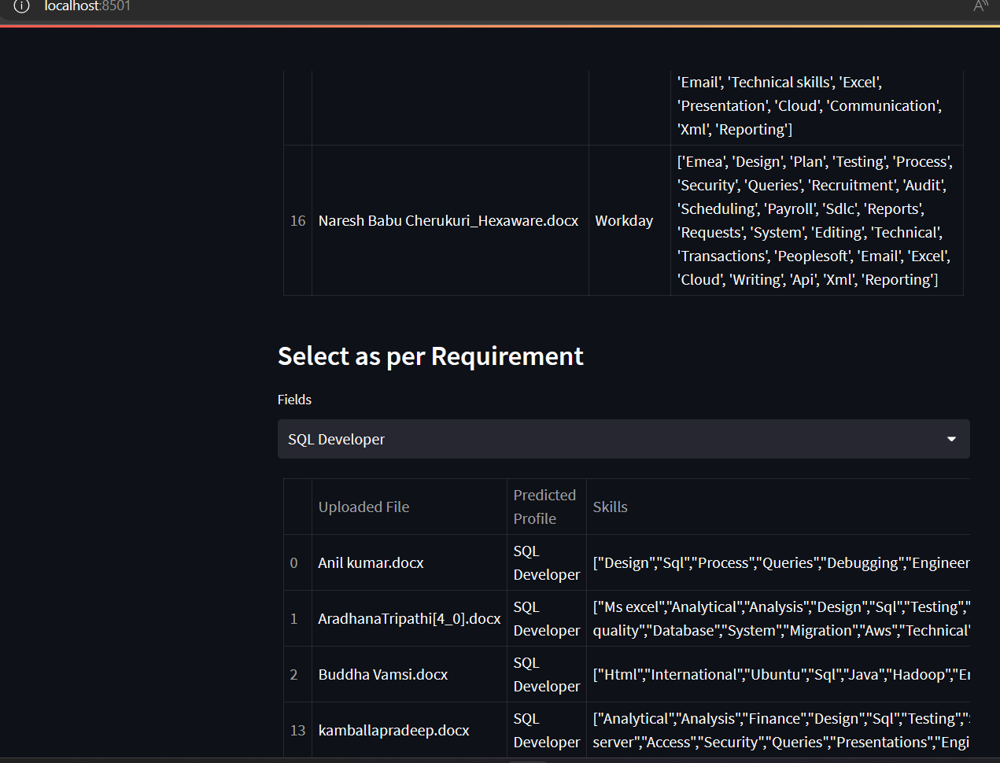 localhost:8501
'Email', 'Technical skills', 'Excel',
'Presentation', 'Cloud', 'Communication',
'Xml', 'Reporting']
16 Naresh Babu Cherukuri_Hexaware.docx Workday
['Emea', 'Design', 'Plan', 'Testing', 'Process',
'Security', 'Queries', 'Recruitment', 'Audit',
'Scheduling', 'Payroll', 'Sdlc', 'Reports',
'Requests', 'System', 'Editing', 'Technical',
'Transactions', 'Peoplesoft', 'Email', 'Excel',
'Cloud', 'Writing', 'Api', 'Xml', 'Reporting']
Select as per Requirement
Fields
SQL Developer
Uploaded File
Predicted
Profile
Skills
0 Anil kumar.docx
SQL
Developer
["Design","Sql","Process","Queries","Debugging","Engineer
1 AradhanaTripathi[4_0].docx
SQL
Developer
["Ms excel","Analytical","Analysis","Design","Sql","Testing","
quality","Database","System","Migration","Aws","Technical"
2 Buddha Vamsi.docx
SQL
Developer
["Html","International","Ubuntu","Sql","Java","Hadoop","
13 kamballapradeep.docx
SQL
Developer
["Analytical","Analysis","Finance","Design","Sql","Testing","
server","Access","Security","Queries","Presentations","Engi